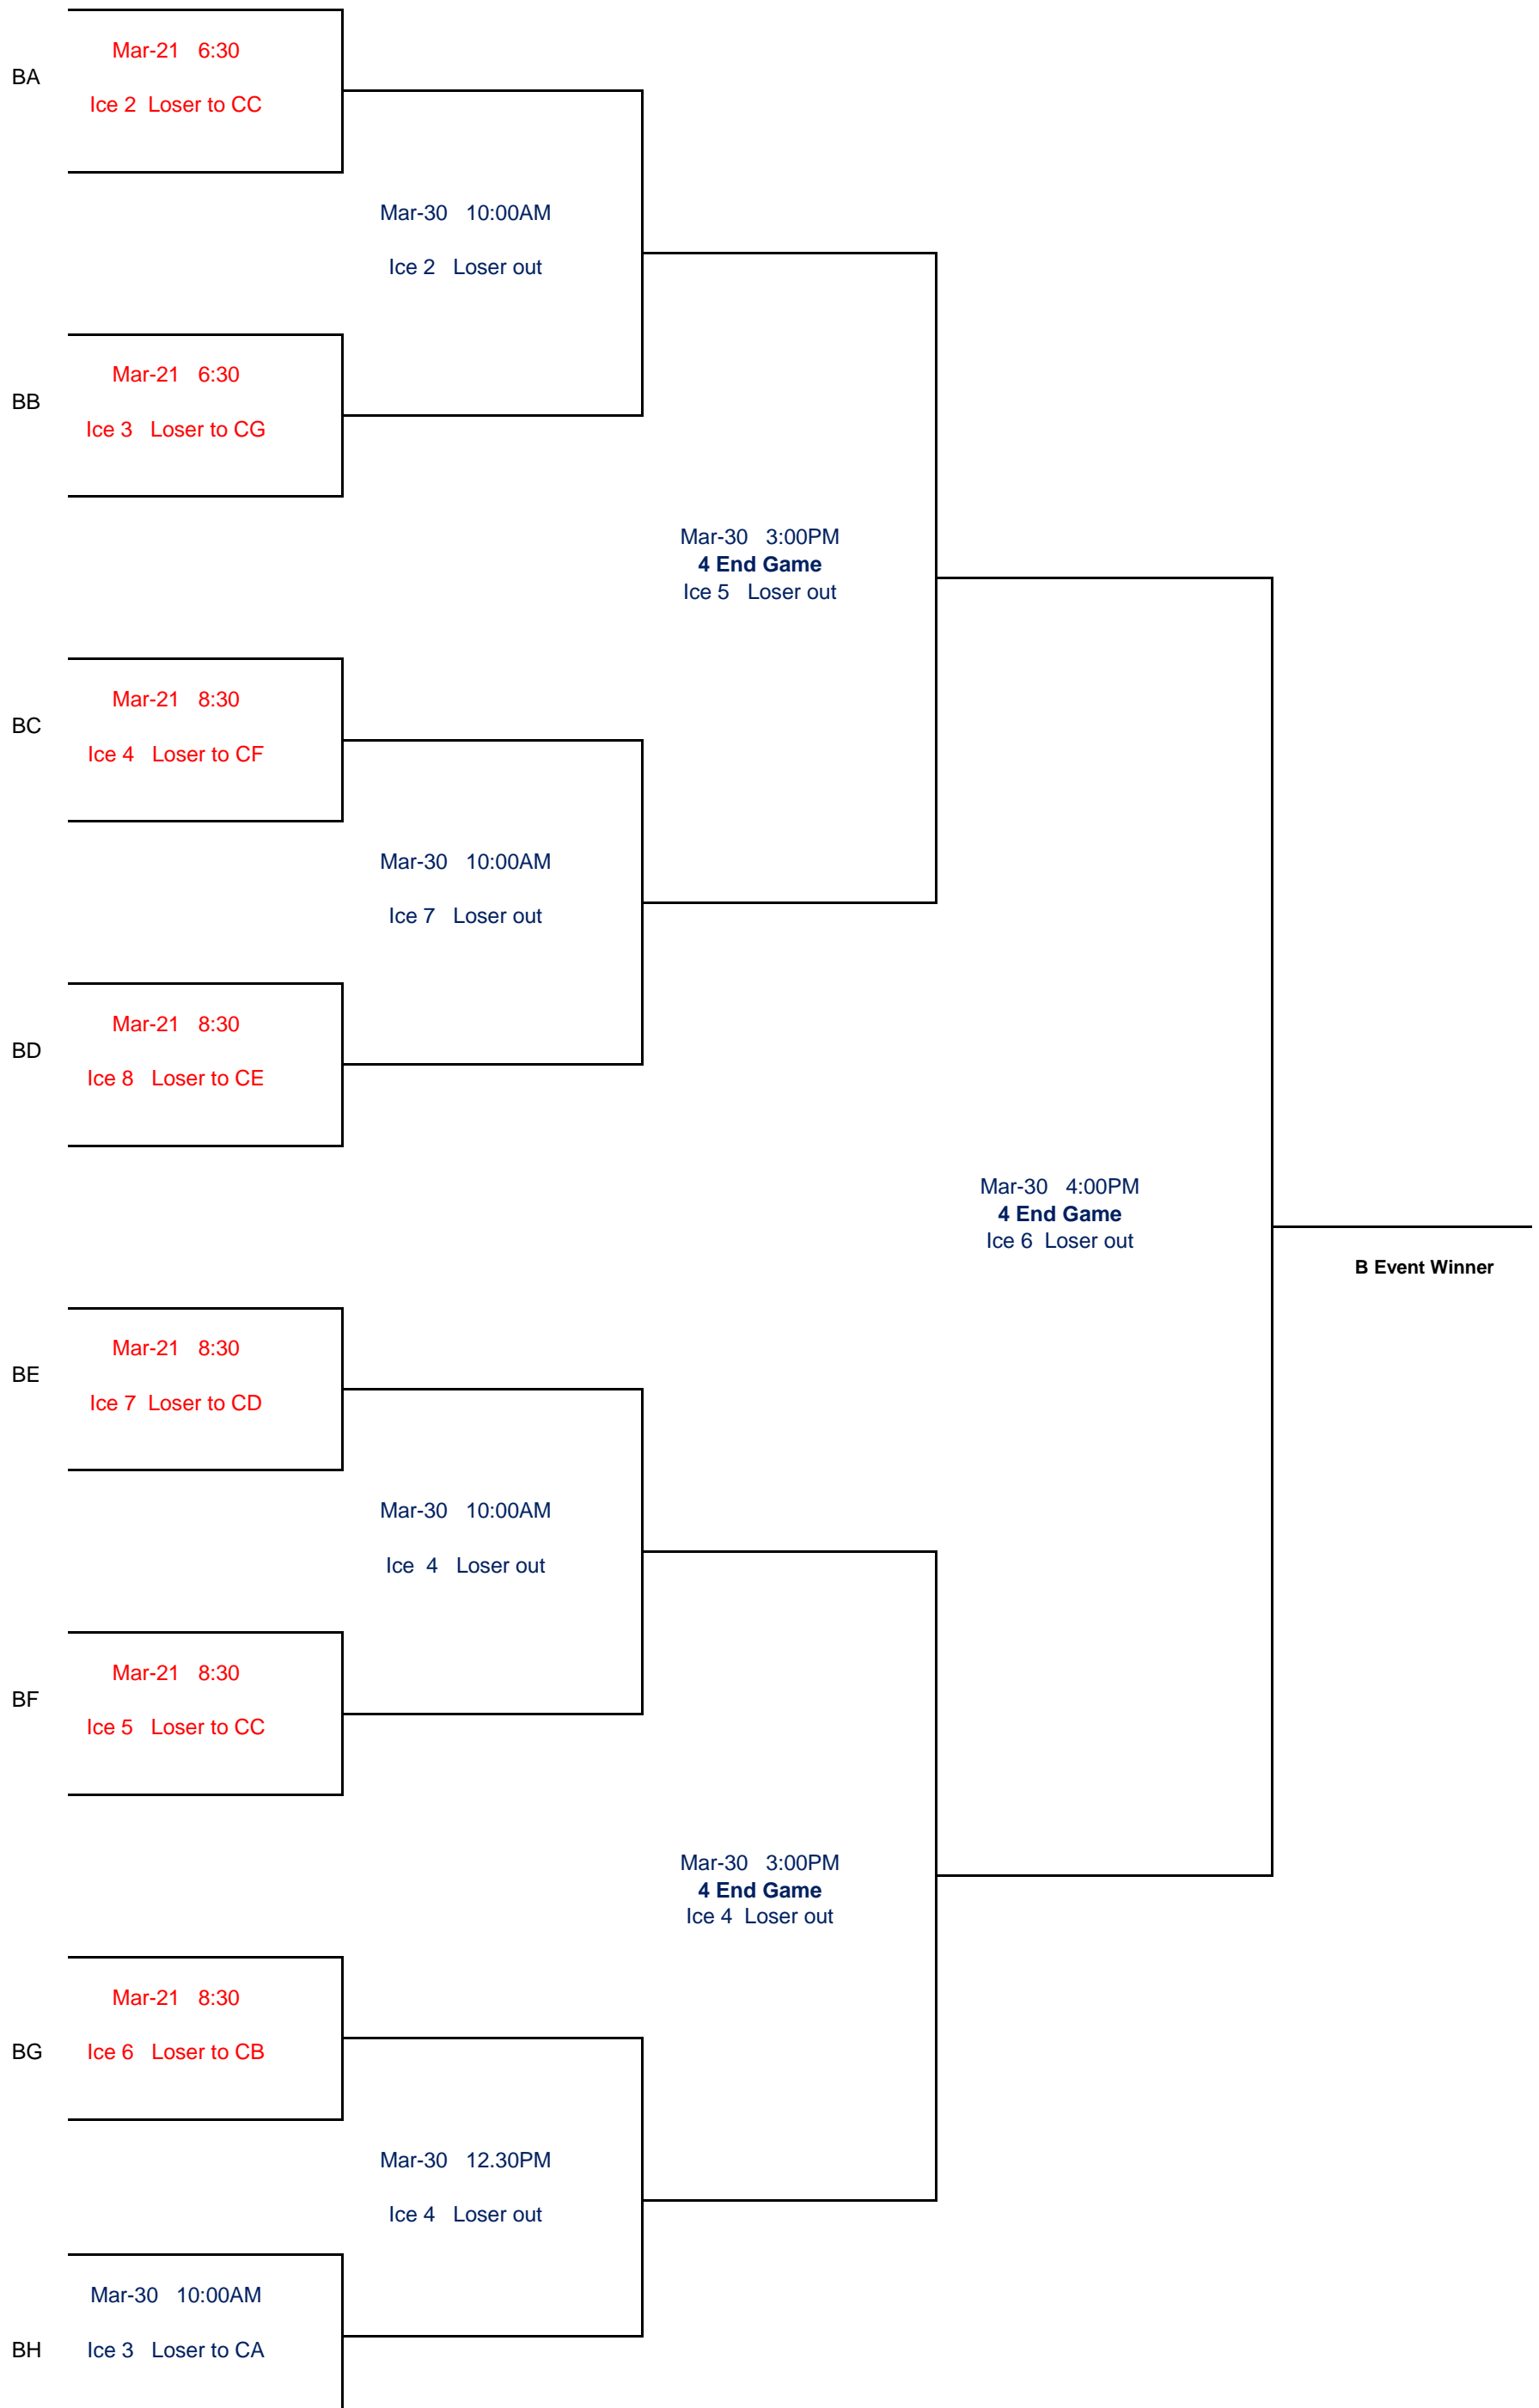 Mar-21 6:30
BA
Ice 2 Loser to CC
Mar-30 10:00AM
Ice 2 Loser out
Mar-21 6:30
BB
Ice 3 Loser to CG
Mar-30 3:00PM
4 End Game
Ice 5 Loser out
Mar-21 8:30
BC
Ice 4 Loser to CF
Mar-30 10:00AM
Ice 7 Loser out
Mar-21 8:30
BD
Ice 8 Loser to CE
Mar-30 4:00PM
4 End Game
Ice 6 Loser out
B Event Winner
Mar-21 8:30
BE
Ice 7 Loser to CD
Mar-30 10:00AM
Ice 4 Loser out
Mar-21 8:30
BF
Ice 5 Loser to CC
Mar-30 3:00PM
4 End Game
Ice 4 Loser out
Mar-21 8:30
BG
Ice 6 Loser to CB
Mar-30 12.30PM
Ice 4 Loser out
Mar-30 10:00AM
BH
Ice 3 Loser to CA